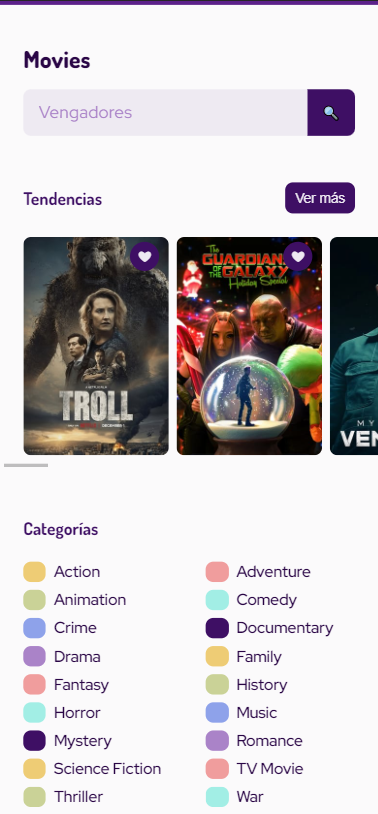 Movies
Vengadores
Tendencias
Ver más
TROLL
The
GUARDIANS
OF THE
GALAXY
Holiday Special
M Y
VEN
Categorías
Action
Adventure
Animation
Comedy
Crime
Documentary
Drama
Family
Fantasy
History
Horror
Music
Mystery
Romance
Science Fiction
TV Movie
Thriller
War